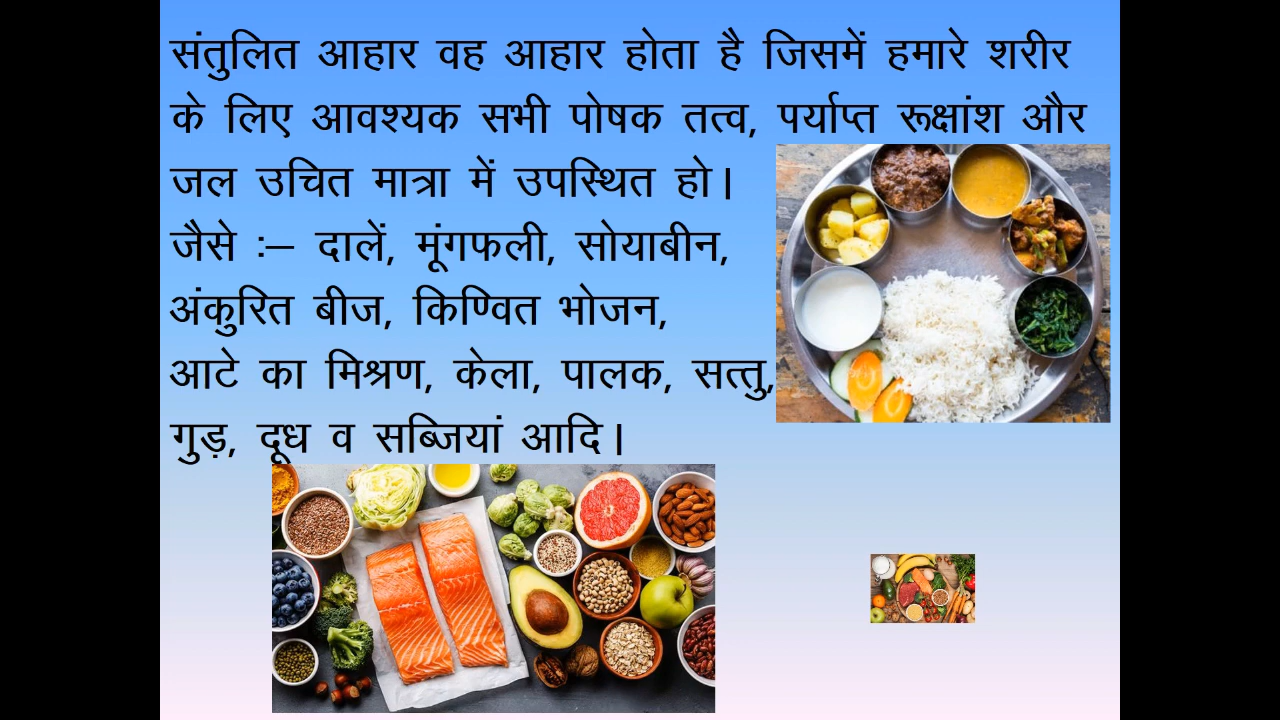 संतुलित आहार वह आहार होता है जिसमें हमारे शरीर
के लिए आवश्यक सभी पोषक तत्व, पर्याप्त रूक्षांश और
जल उचित मात्रा में उपस्थित हो।
जैसे :– दालें, मूंगफली, सोयाबीन,
अंकुरित बीज, किण्वित भोजन,
आटे का मिश्रण, केला, पालक, सत्तु,
गुड़, दूध व सब्जियां आदि।